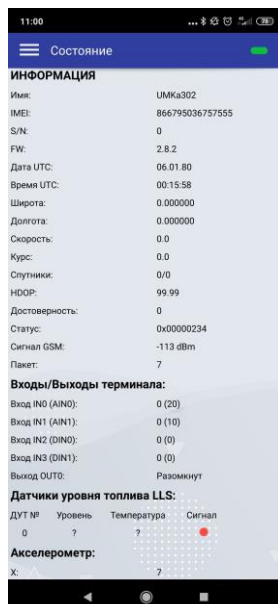 11:00
Состояние
ИНФОРМАЦИЯ
Имя: UMKa302
IMEI: 866795036757555
S/N: 0
FW: 2.8.2
Дата UTC: 06.01.80
Время UTC: 00:15:58
Широта: 0.000000
Долгота: 0.000000
Скорость: 0.0
Курс: 0.0
Спутники: 0/0
HDOP: 99.99
Достоверность: 0
Статус: 0x00000234
Сигнал GSM: -113 dBm
Пакет: 7
Входы/Выходы терминала:
Вход IN0 (AIN0): 0 (20)
Вход IN1 (AIN1): 0 (10)
Вход IN2 (DIN0): 0 (0)
Вход IN3 (DIN1): 0 (0)
Выход OUT0: Разомкнут
Датчики уровня топлива LLS:
ДУТ № Уровень Температура Сигнал
0 ? ?
Акселерометр:
X: 7